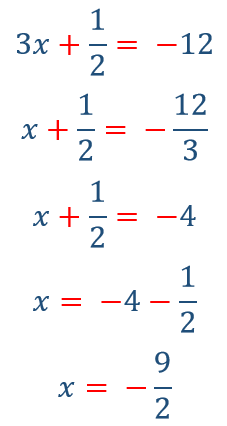 3x + 1/2 = −12
x + 1/2 = − 12/3
x + 1/2 = −4
x = −4 − 1/2
x = − 9/2